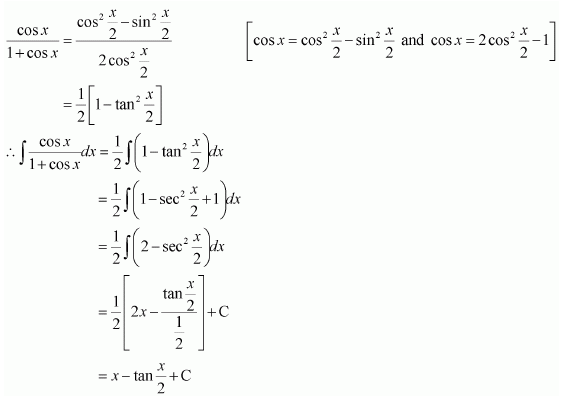 cos x / (1 + cos x) = (cos² x/2 − sin² x/2) / (2 cos² x/2) [cos x = cos² x/2 − sin² x/2 and cos x = 2 cos² x/2 − 1]
= 1/2 [1 − tan² x/2]
∴ ∫ cos x / (1 + cos x) dx = 1/2 ∫ (1 − tan² x/2) dx
= 1/2 ∫ (1 − sec² x/2 + 1) dx
= 1/2 ∫ (2 − sec² x/2) dx
= 1/2 [2x − (tan x/2) / (1/2)] + C
= x − tan x/2 + C